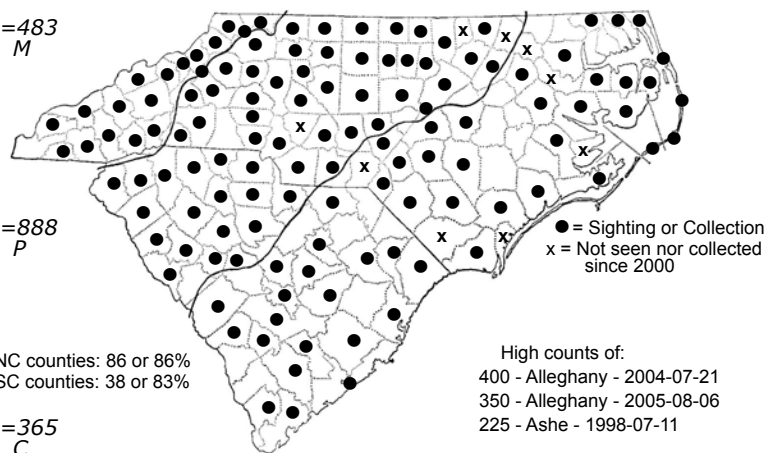 =483
M
=888
P
● = Sighting or Collection
x = Not seen nor collected
since 2000
NC counties: 86 or 86%
SC counties: 38 or 83%
High counts of:
400 - Alleghany - 2004-07-21
350 - Alleghany - 2005-08-06
225 - Ashe - 1998-07-11
=365
C